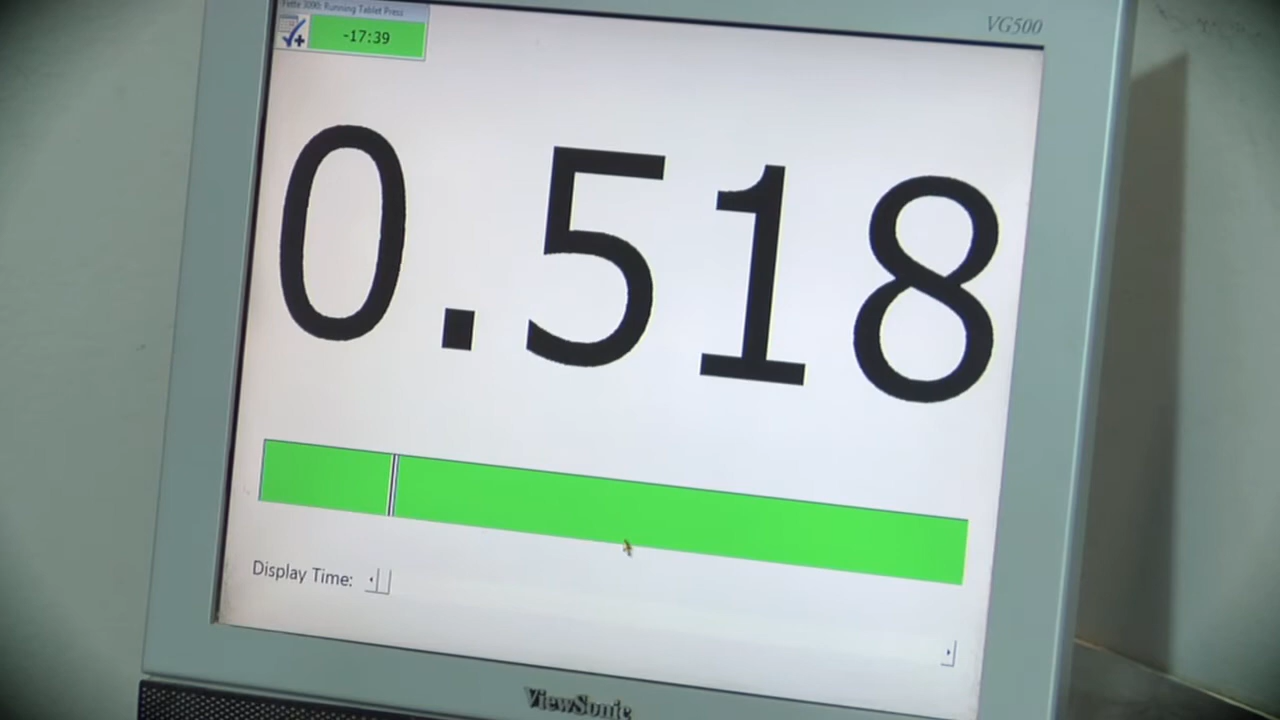 Fette 3090: Running Tablet Press
VG500
-17:39
0.518
Display Time:
ViewSonic